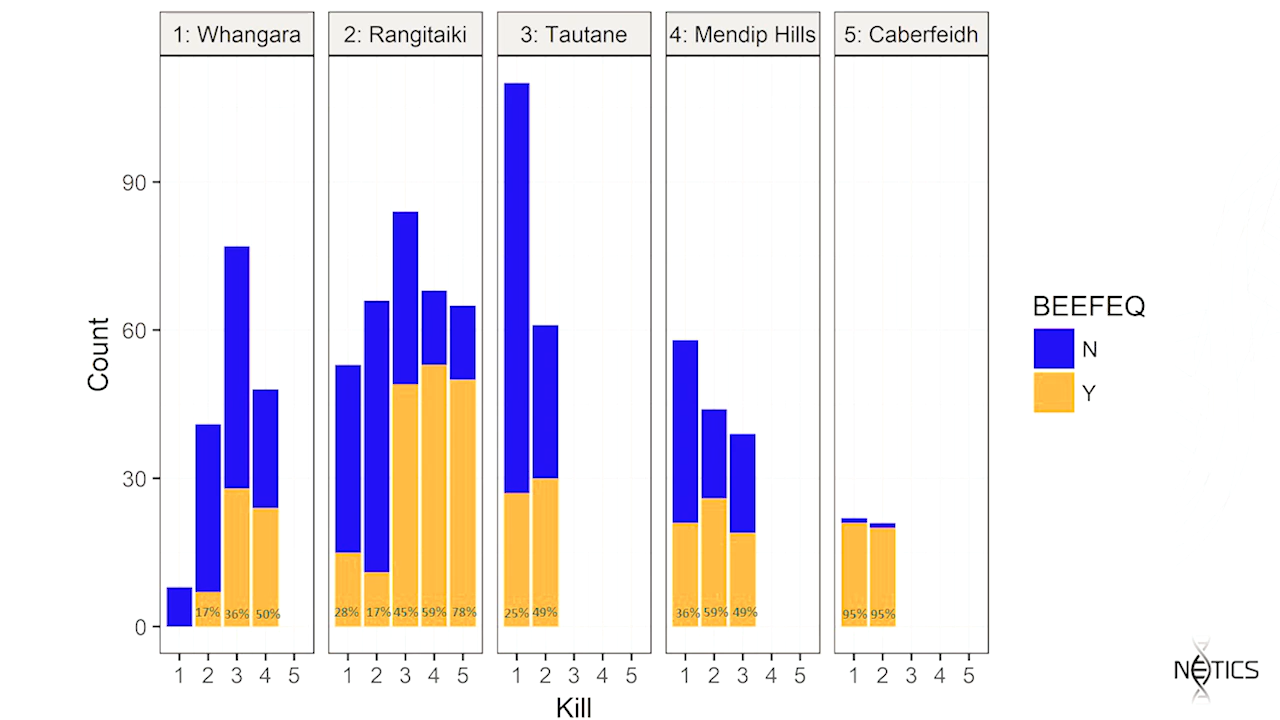 1: Whangara
2: Rangitaiki
3: Tautane
4: Mendip Hills
5: Caberfeidh
90
60
30
0
Count
17% 36% 50%
28% 17% 45% 59% 78%
25% 49%
36% 59% 49%
95% 95%
1 2 3 4 5
1 2 3 4 5
1 2 3 4 5
1 2 3 4 5
1 2 3 4 5
Kill
BEEFEQ
N
Y
NETICS